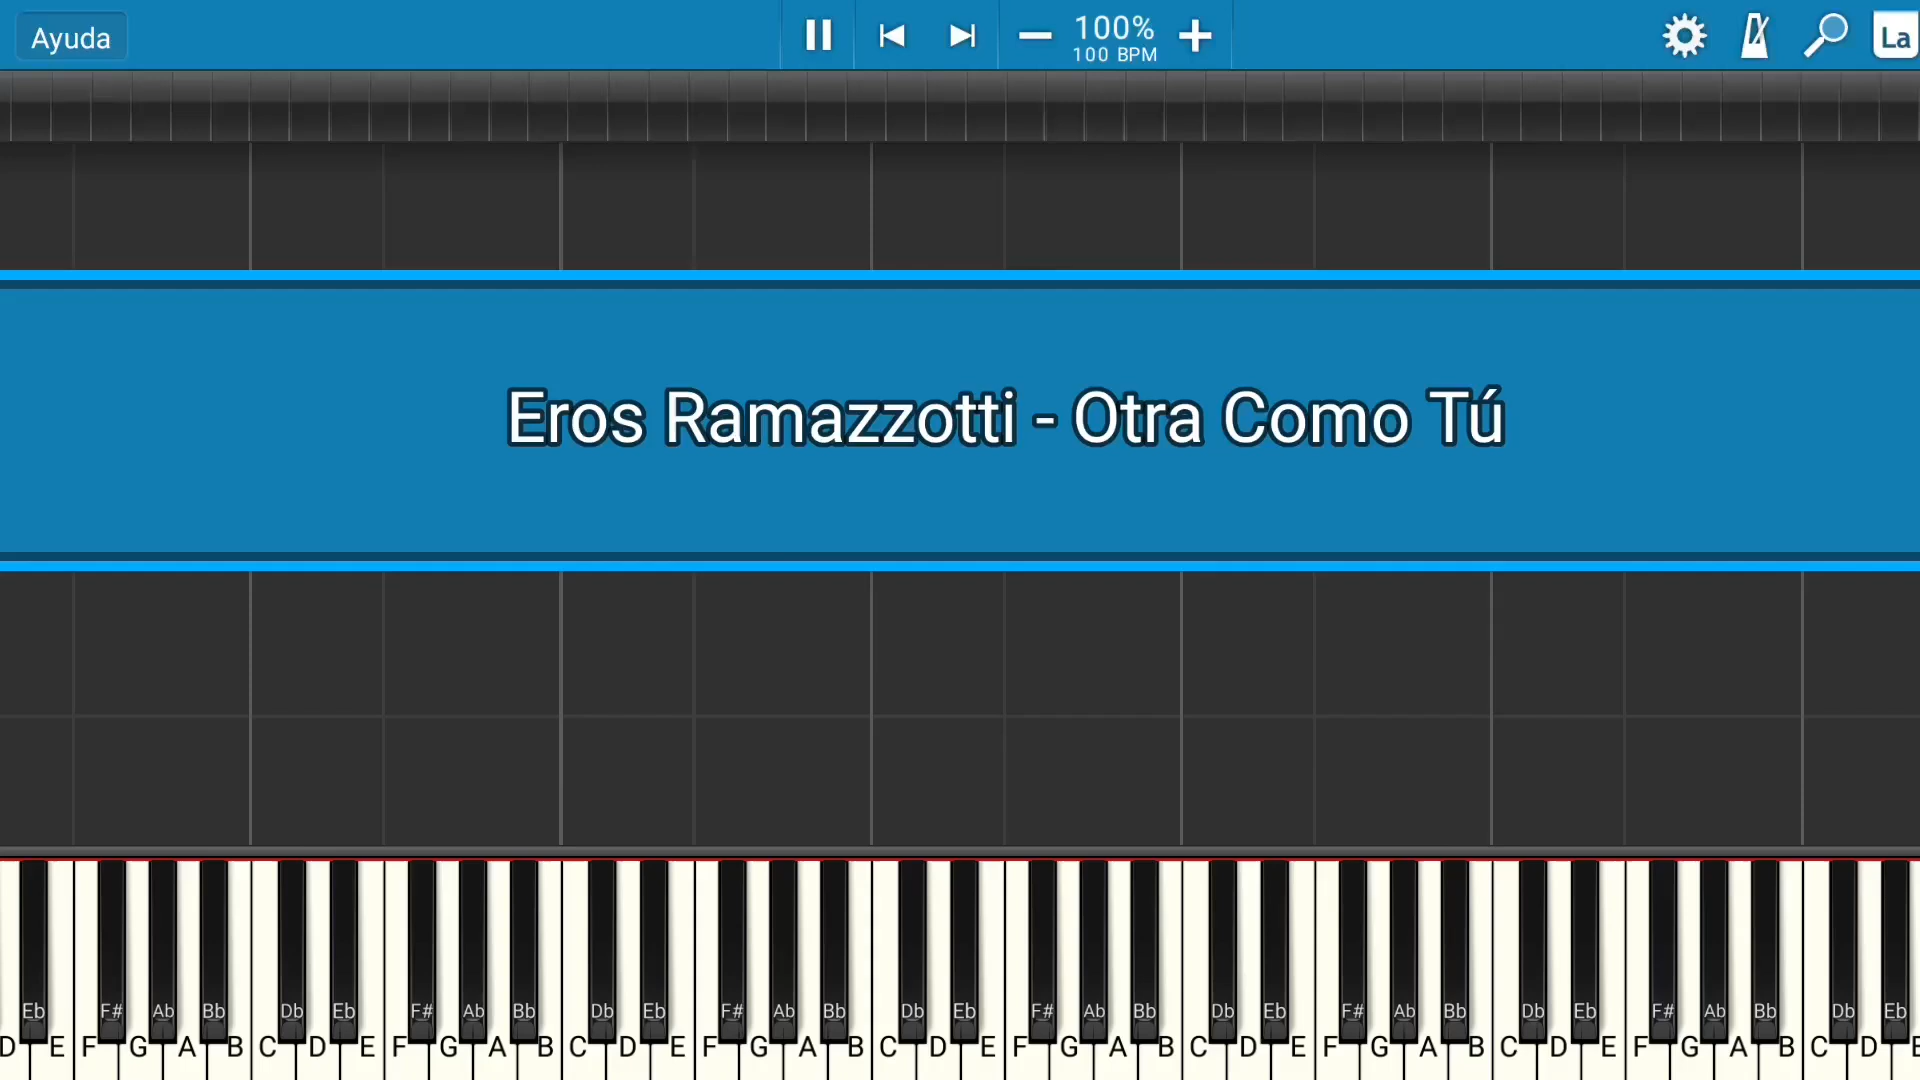 Ayuda
100%
100 BPM
La
Eros Ramazzotti - Otra Como Tú
Eb F# Ab Bb Db Eb F# Ab Bb Db Eb F# Ab Bb Db Eb F# Ab Bb Db Eb F# Ab Bb Db Eb F# Ab Bb Db Eb
D E F G A B C D E F G A B C D E F G A B C D E F G A B C D E F G A B C D E F G A B C D E